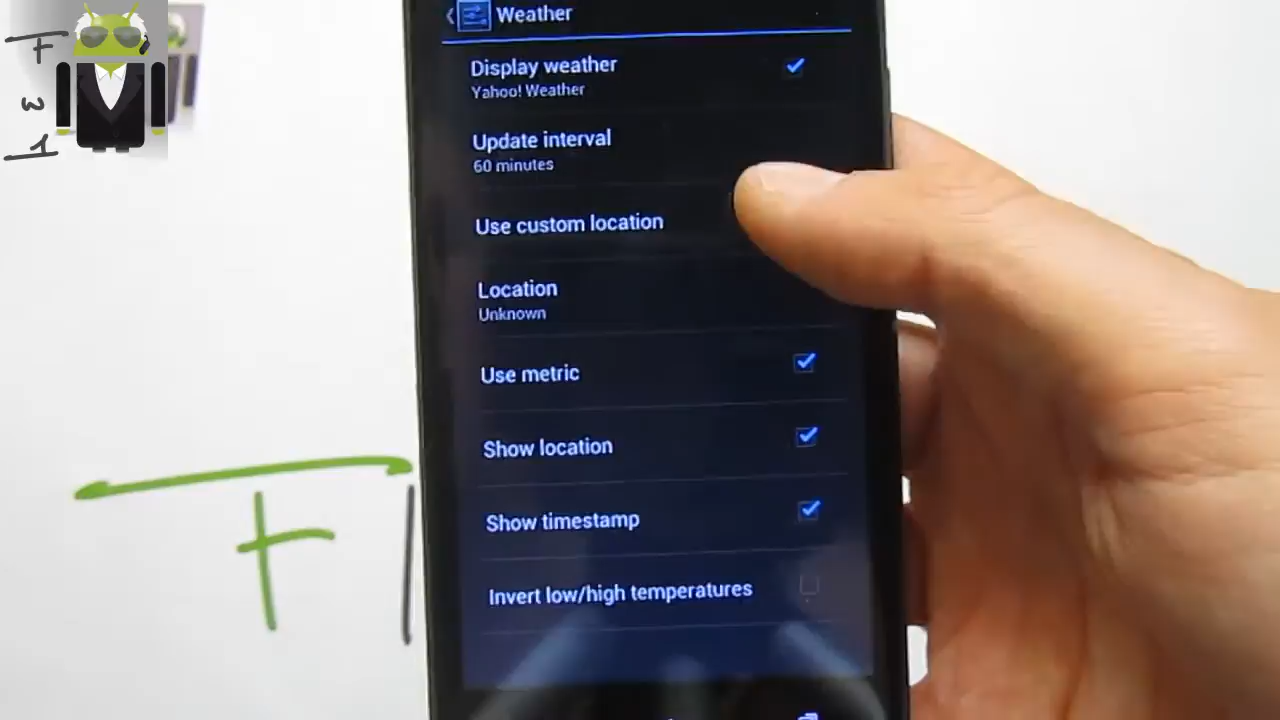 Weather
Display weather
Yahoo! Weather
Update interval
60 minutes
Use custom location
Location
Unknown
Use metric
Show location
Show timestamp
Invert low/high temperatures
F
W
1
F